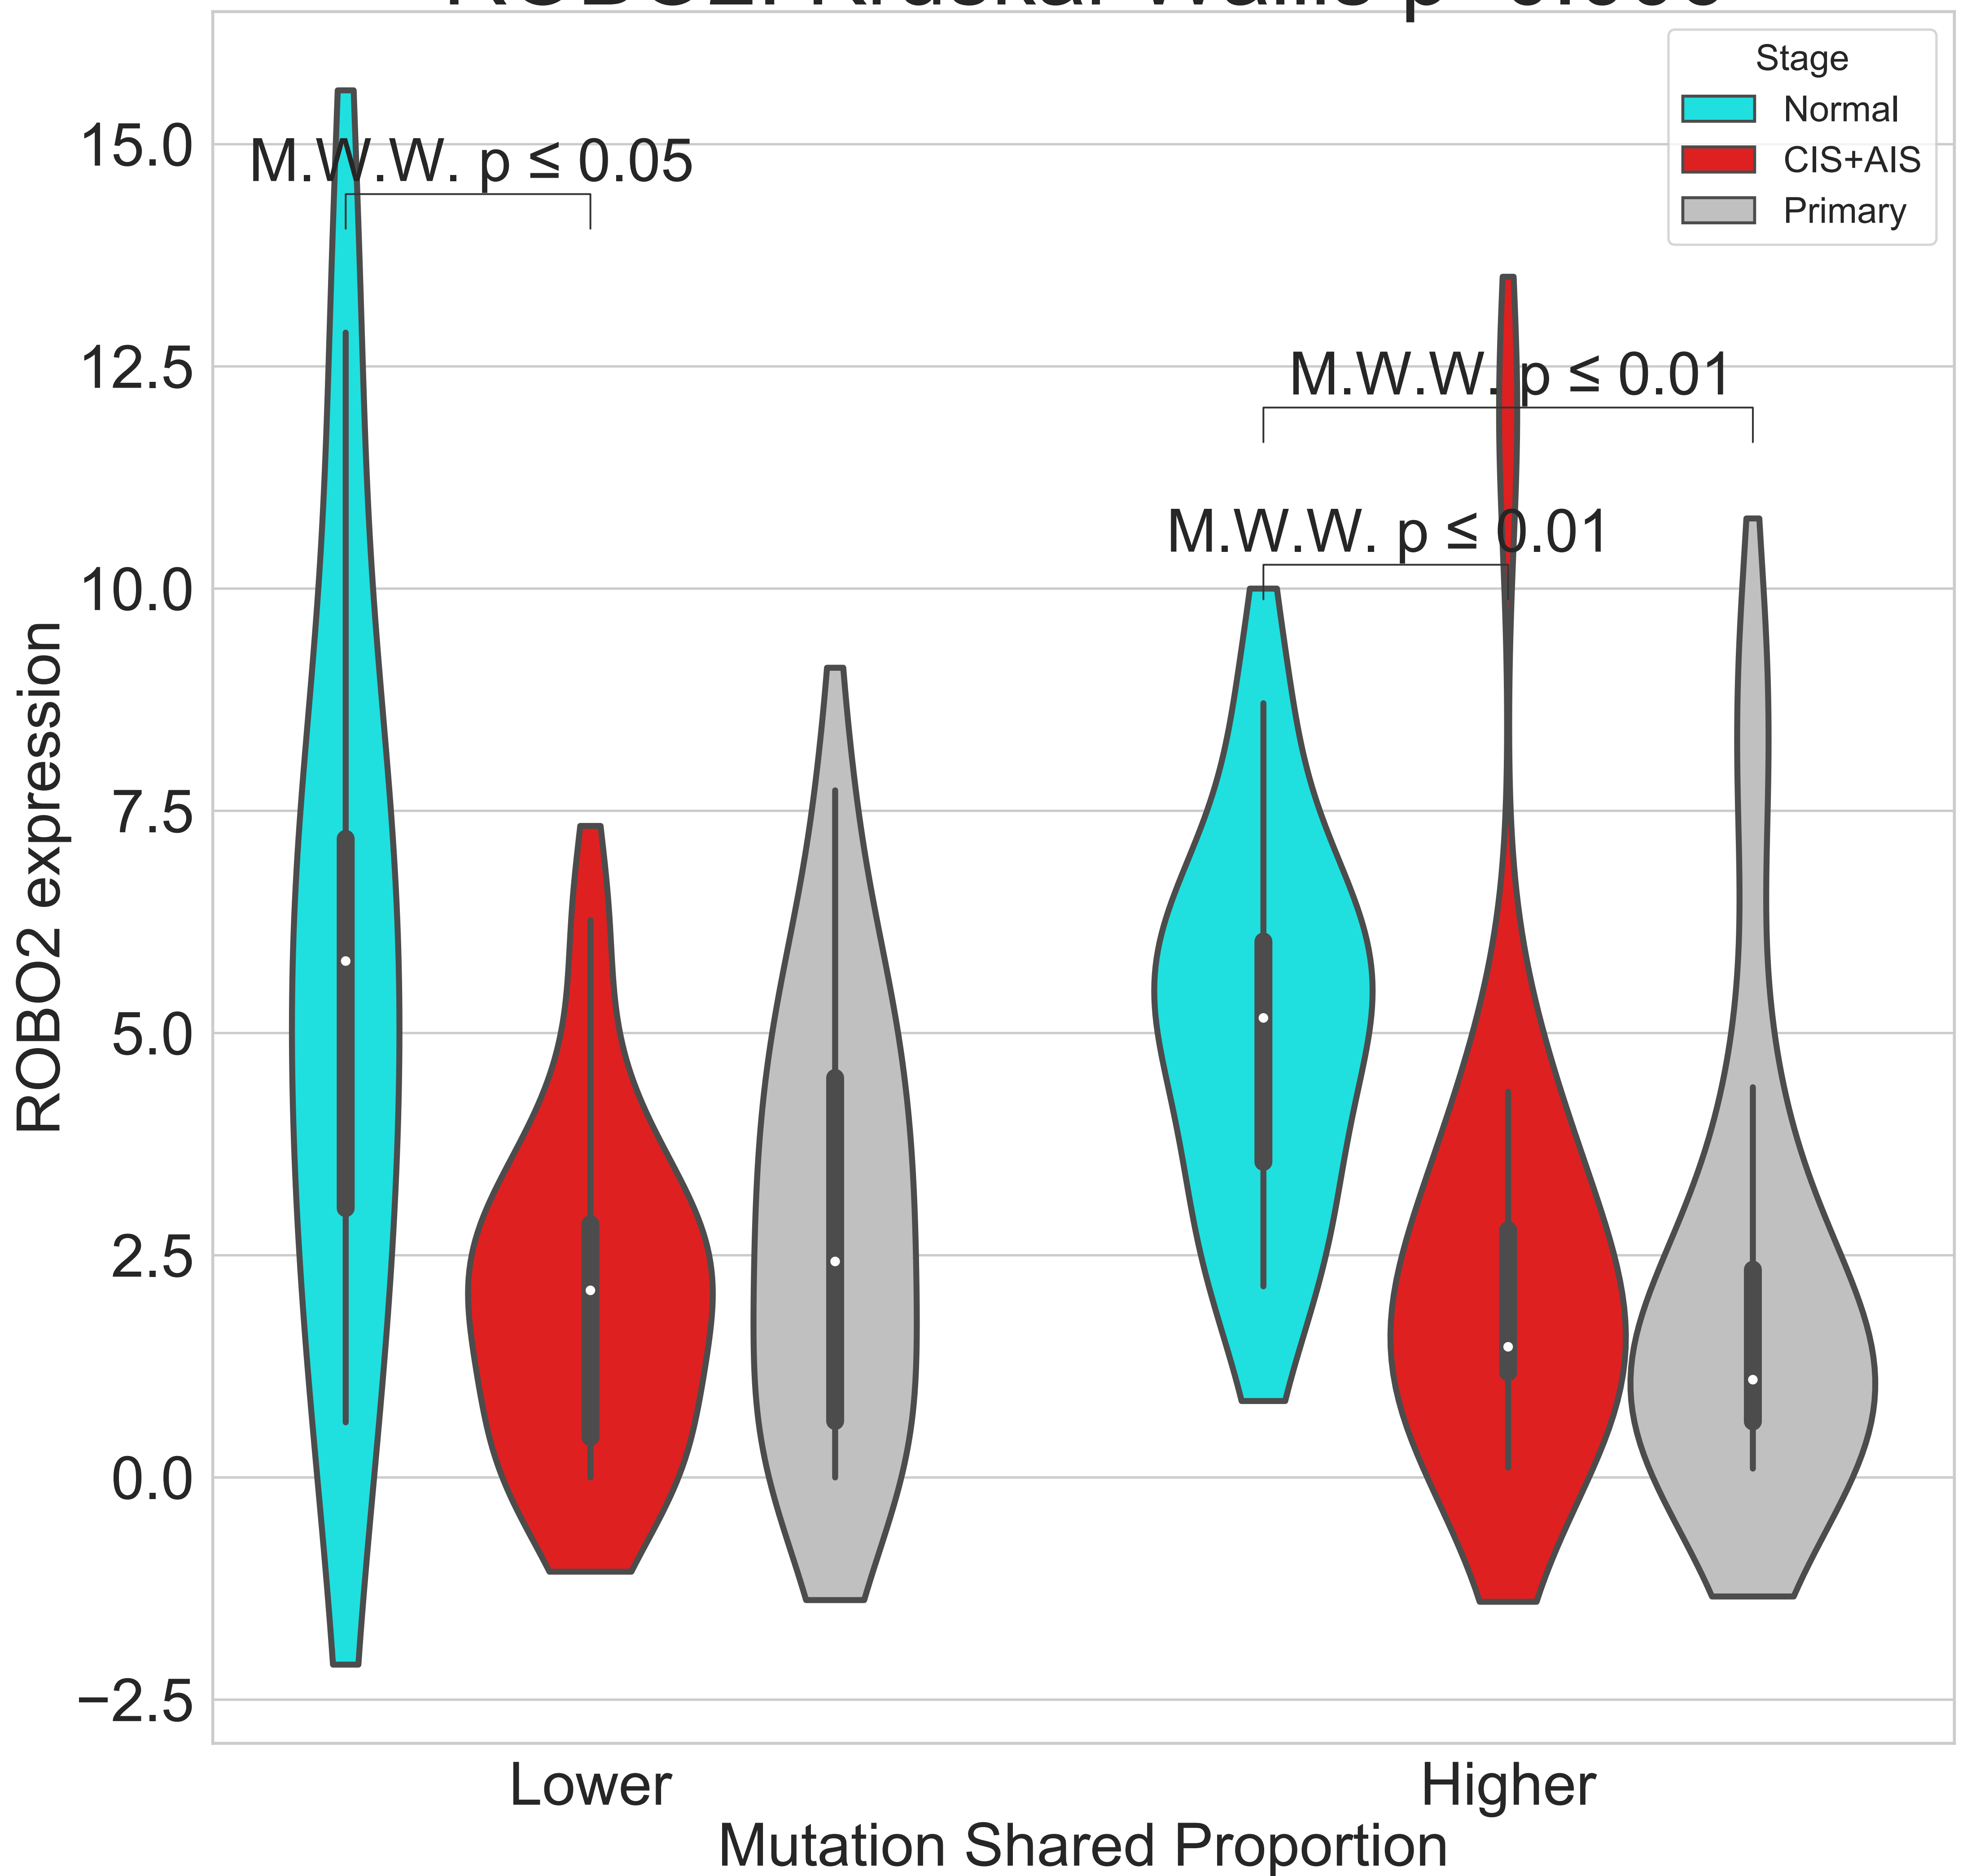 Stage
Normal
CIS+AIS
Primary
15.0
12.5
10.0
7.5
5.0
2.5
0.0
−2.5
M.W.W. p ≤ 0.05
M.W.W. p ≤ 0.01
M.W.W. p ≤ 0.01
ROBO2 expression
Lower
Higher
Mutation Shared Proportion